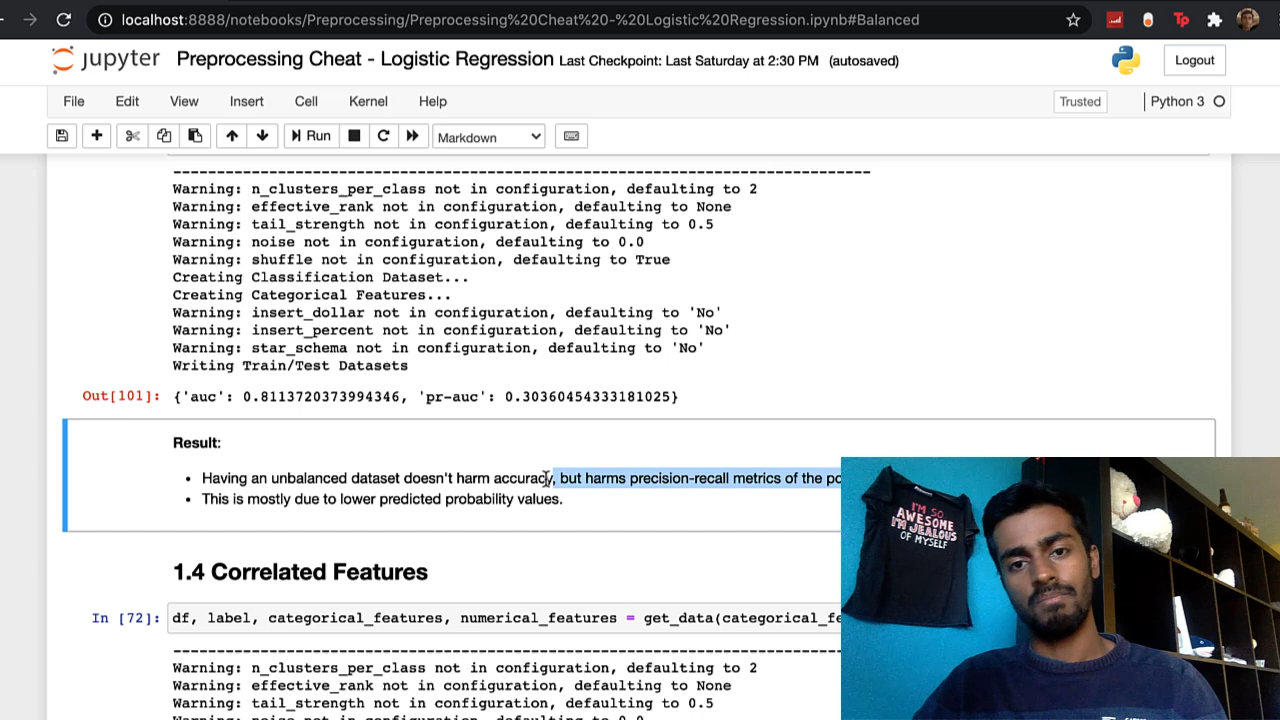 localhost:8888/notebooks/Preprocessing/Preprocessing%20Cheat%20-%20Logistic%20Regression.ipynb#Balanced
Tp
jupyter Preprocessing Cheat - Logistic Regression Last Checkpoint: Last Saturday at 2:30 PM (autosaved)
Logout
File Edit View Insert Cell Kernel Help
Trusted
Python 3
Run
Markdown
--------------------------------------------------------------------------------
Warning: n_clusters_per_class not in configuration, defaulting to 2
Warning: effective_rank not in configuration, defaulting to None
Warning: tail_strength not in configuration, defaulting to 0.5
Warning: noise not in configuration, defaulting to 0.0
Warning: shuffle not in configuration, defaulting to True
Creating Classification Dataset...
Creating Categorical Features...
Warning: insert_dollar not in configuration, defaulting to 'No'
Warning: insert_percent not in configuration, defaulting to 'No'
Warning: star_schema not in configuration, defaulting to 'No'
Writing Train/Test Datasets
Out[101]: {'auc': 0.8113720373994346, 'pr-auc': 0.30360454333181025}
Result:
Having an unbalanced dataset doesn't harm accuracy, but harms precision-recall metrics of the po
This is mostly due to lower predicted probability values.
I'M SO
AWESOME
I'M JEALOUS
OF MYSELF
1.4 Correlated Features
In [72]: df, label, categorical_features, numerical_features = get_data(categorical_fe
--------------------------------------------------------------------------------
Warning: n_clusters_per_class not in configuration, defaulting to 2
Warning: effective_rank not in configuration, defaulting to None
Warning: tail_strength not in configuration, defaulting to 0.5